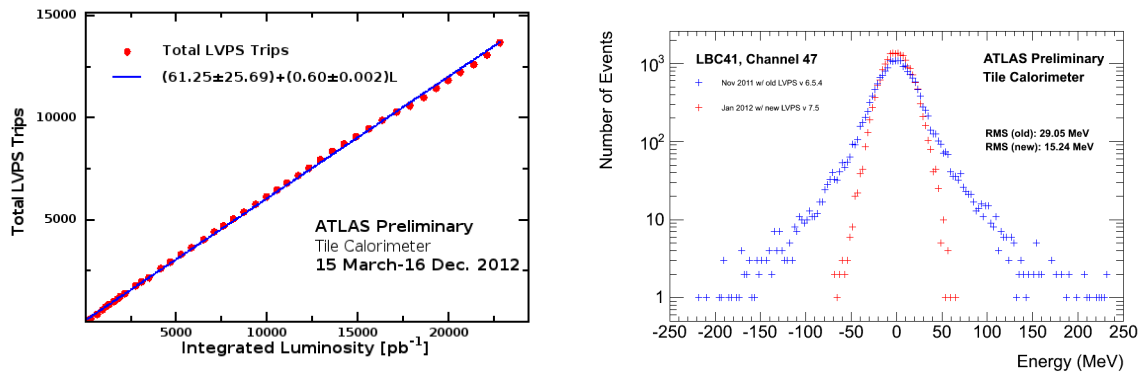 15000
10000
5000
Total LVPS Trips
Total LVPS Trips
(61.25±25.69)+(0.60±0.002)L
ATLAS Preliminary
Tile Calorimeter
15 March-16 Dec. 2012
5000 10000 15000 20000
Integrated Luminosity [pb-1]
Number of Events
10³
10²
10
1
LBC41, Channel 47
Nov 2011 w/ old LVPS v 6.5.4
Jan 2012 w/ new LVPS v 7.5
ATLAS Preliminary
Tile Calorimeter
RMS (old): 29.05 MeV
RMS (new): 15.24 MeV
-250 -200 -150 -100 -50 0 50 100 150 200 250
Energy (MeV)